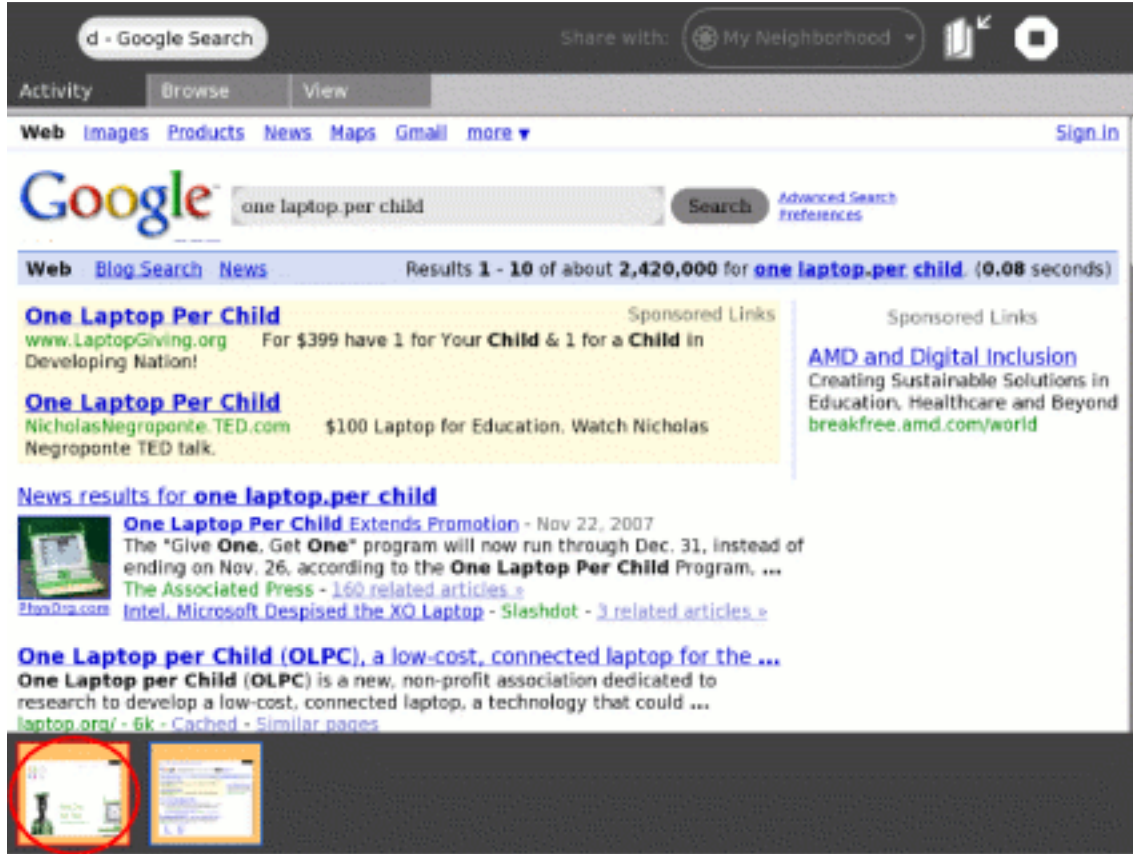 d - Google Search
Share with: My Neighborhood
Activity Browse View
Web Images Products News Maps Gmail more ▼ Sign in
Google one laptop per child Search Advanced Search
Preferences
Web Blog Search News Results 1 - 10 of about 2,420,000 for one laptop.per child. (0.08 seconds)
One Laptop Per Child Sponsored Links
www.LaptopGiving.org For $399 have 1 for Your Child & 1 for a Child in
Developing Nation!
One Laptop Per Child
NicholasNegroponte.TED.com $100 Laptop for Education. Watch Nicholas
Negroponte TED talk.
Sponsored Links
AMD and Digital Inclusion
Creating Sustainable Solutions in
Education, Healthcare and Beyond
breakfree.amd.com/world
News results for one laptop.per child
One Laptop Per Child Extends Promotion - Nov 22, 2007
The "Give One, Get One" program will now run through Dec. 31, instead of
ending on Nov. 26, according to the One Laptop Per Child Program, ...
The Associated Press - 160 related articles »
PhysOrg.com Intel, Microsoft Despised the XO Laptop - Slashdot - 3 related articles »
One Laptop per Child (OLPC), a low-cost, connected laptop for the ...
One Laptop per Child (OLPC) is a new, non-profit association dedicated to
research to develop a low-cost, connected laptop, a technology that could ...
laptop.org/ - 6k - Cached - Similar pages